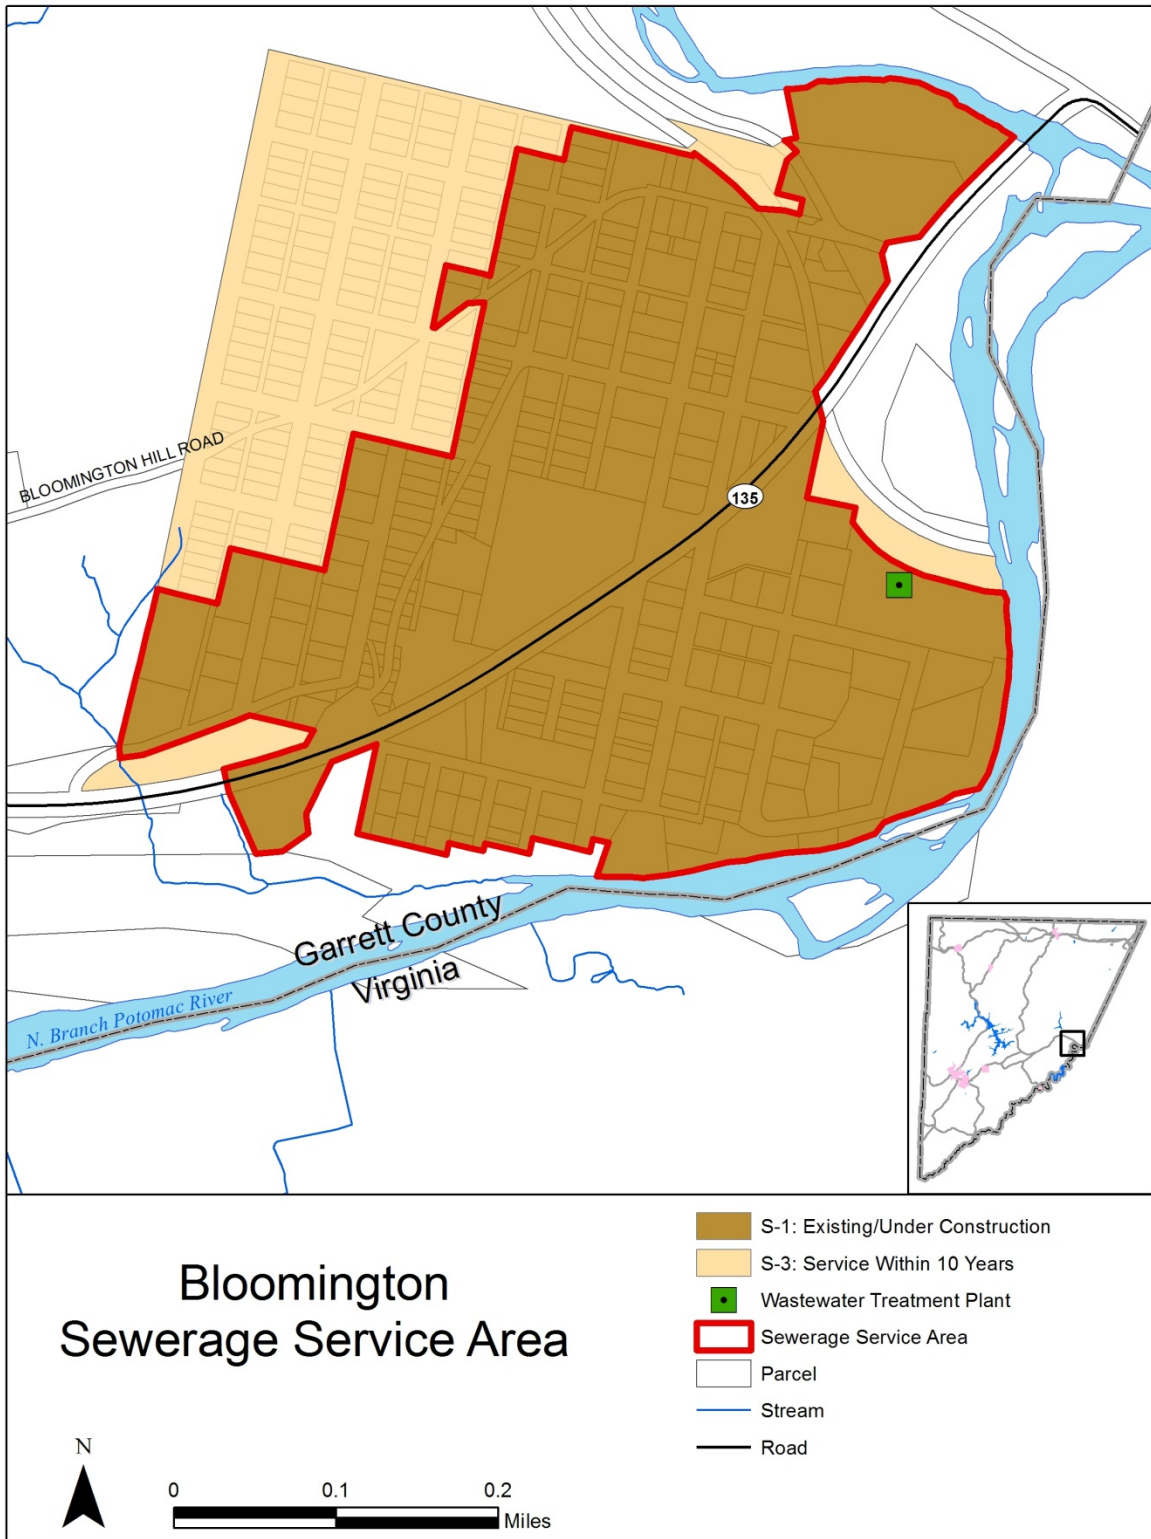 BLOOMINGTON HILL ROAD
135
Garrett County
Virginia
N. Branch Potomac River
Bloomington
Sewerage Service Area
S-1: Existing/Under Construction
S-3: Service Within 10 Years
Wastewater Treatment Plant
Sewerage Service Area
Parcel
Stream
Road
N
0 0.1 0.2
Miles